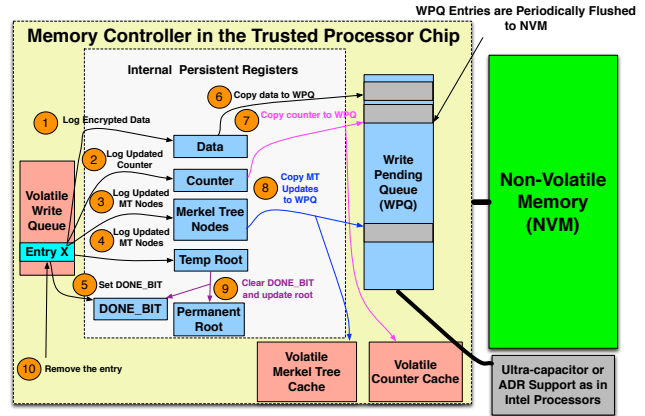 WPQ Entries are Periodically Flushed
to NVM
Memory Controller in the Trusted Processor Chip
Internal Persistent Registers
6
Copy data to WPQ
1
Log Encrypted Data
7
Copy counter to WPQ
Data
2
Log Updated
Counter
Counter
3
Log Updated
MT Nodes
8
Copy MT
Updates
to WPQ
Write
Pending
Queue
(WPQ)
Non-Volatile
Memory
(NVM)
Volatile
Write
Queue
Merkel Tree
Nodes
4
Log Updated
MT Nodes
Entry X
Temp Root
5
Set DONE_BIT
9
Clear DONE_BIT
and update root
DONE_BIT
Permanent
Root
10
Remove the entry
Volatile
Merkel Tree
Cache
Volatile
Counter Cache
Ultra-capacitor or
ADR Support as in
Intel Processors